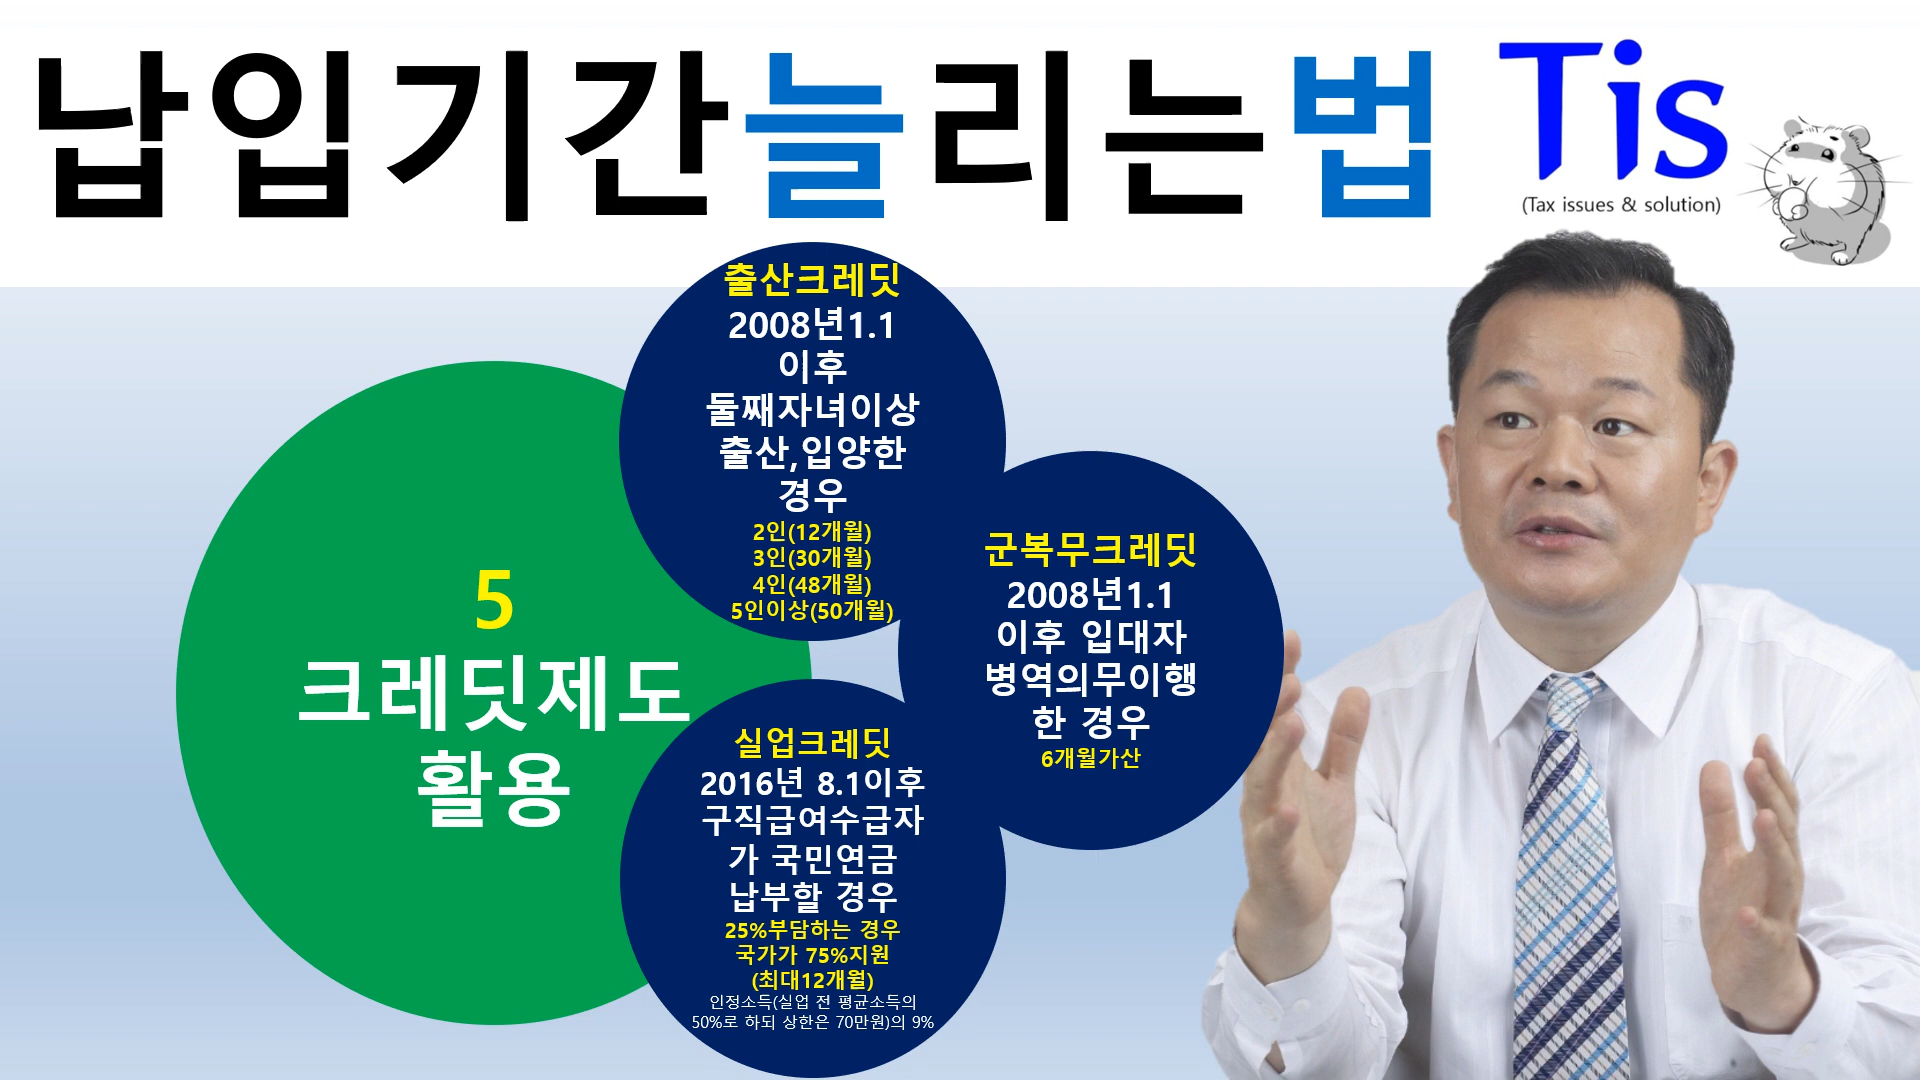 납입기간늘리는법
Tis
(Tax issues & solution)
5
크레딧제도
활용
출산크레딧
2008년1.1
이후
둘째자녀이상
출산,입양한
경우
2인(12개월)
3인(30개월)
4인(48개월)
5인이상(50개월)
군복무크레딧
2008년1.1
이후 입대자
병역의무이행
한 경우
6개월가산
실업크레딧
2016년 8.1이후
구직급여수급자
가 국민연금
납부할 경우
25%부담하는 경우
국가가 75%지원
(최대12개월)
인정소득(실업 전 평균소득의
50%로 하되 상한은 70만원)의 9%